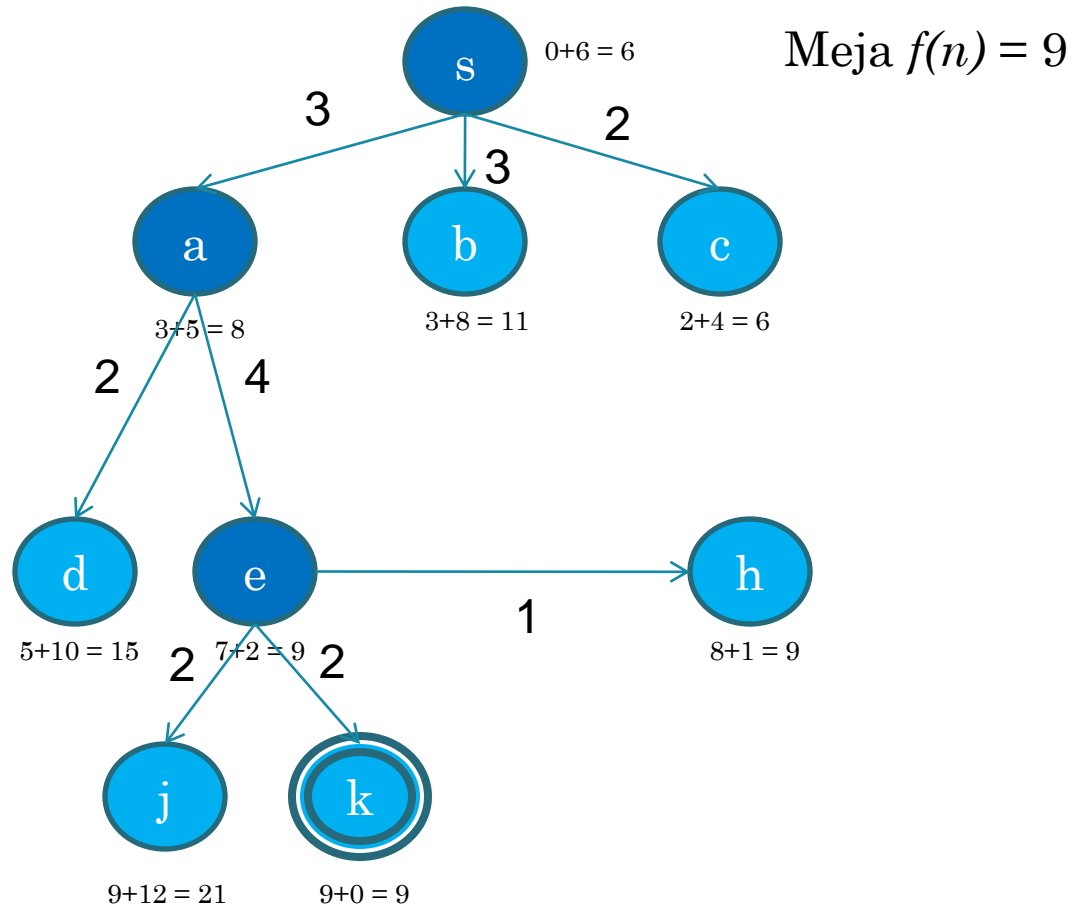 s
0+6 = 6
Meja f(n) = 9
3
3
2
a
b
c
3+5 = 8
3+8 = 11
2+4 = 6
2
4
d
e
h
1
5+10 = 15
7+2 = 9
8+1 = 9
2
2
j
k
9+12 = 21
9+0 = 9